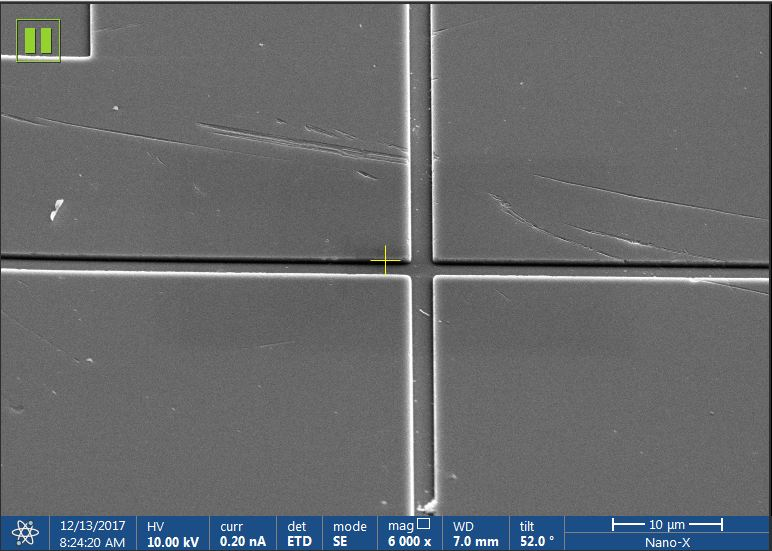 12/13/2017
8:24:20 AM
HV
10.00 kV
curr
0.20 nA
det
ETD
mode
SE
mag
6 000 x
WD
7.0 mm
tilt
52.0 °
10 µm
Nano-X